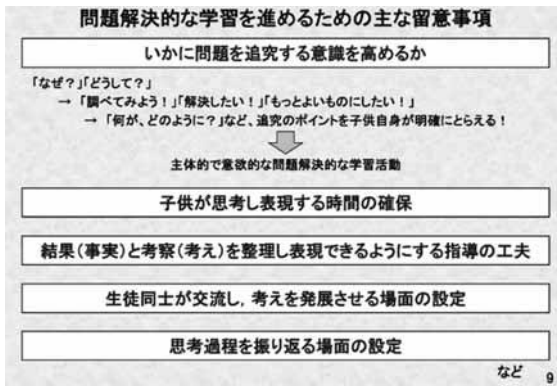 問題解決的な学習を進めるための主な留意事項
いかに問題を追究する意識を高めるか
「なぜ？」「どうして？」
→ 「調べてみよう！」「解決したい！」「もっとよいものにしたい！」
→ 「何が、どのように？」など、追究のポイントを子供自身が明確にとらえる！
主体的で意欲的な問題解決的な学習活動
子供が思考し表現する時間の確保
結果（事実）と考察（考え）を整理し表現できるようにする指導の工夫
生徒同士が交流し，考えを発展させる場面の設定
思考過程を振り返る場面の設定
など
9